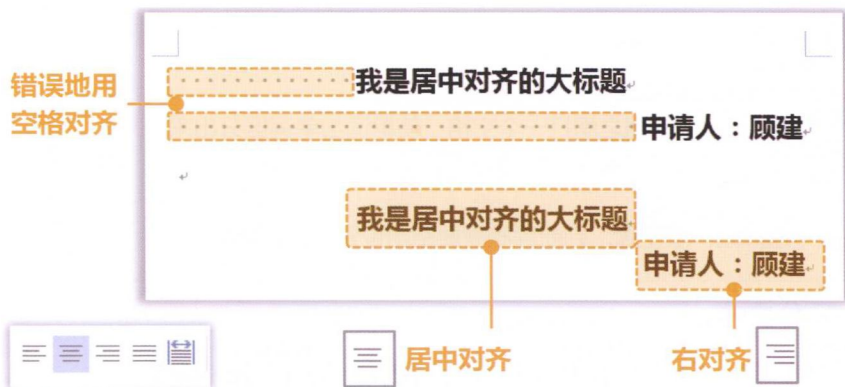 错误地用
空格对齐
我是居中对齐的大标题
申请人：顾建
我是居中对齐的大标题
申请人：顾建
居中对齐
右对齐